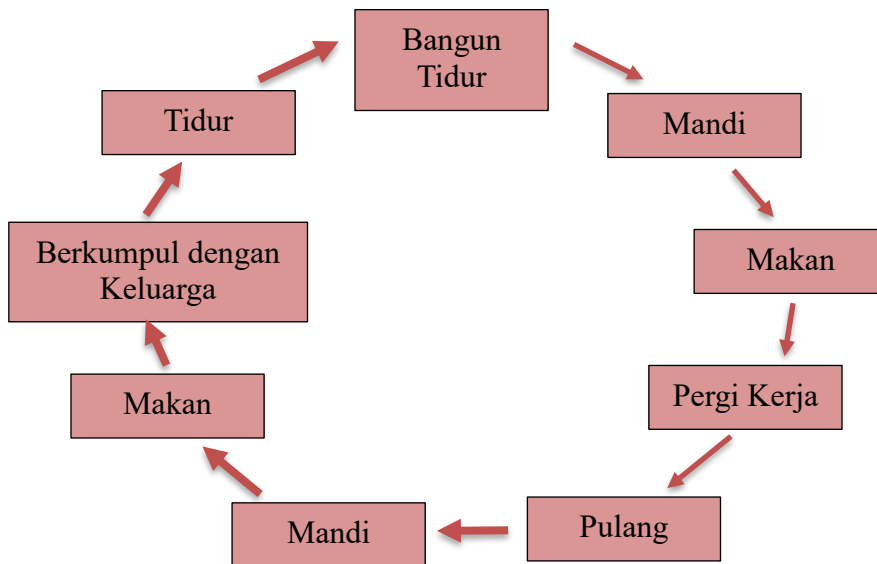 Bangun
Tidur
Mandi
Makan
Pergi Kerja
Pulang
Mandi
Makan
Berkumpul dengan
Keluarga
Tidur